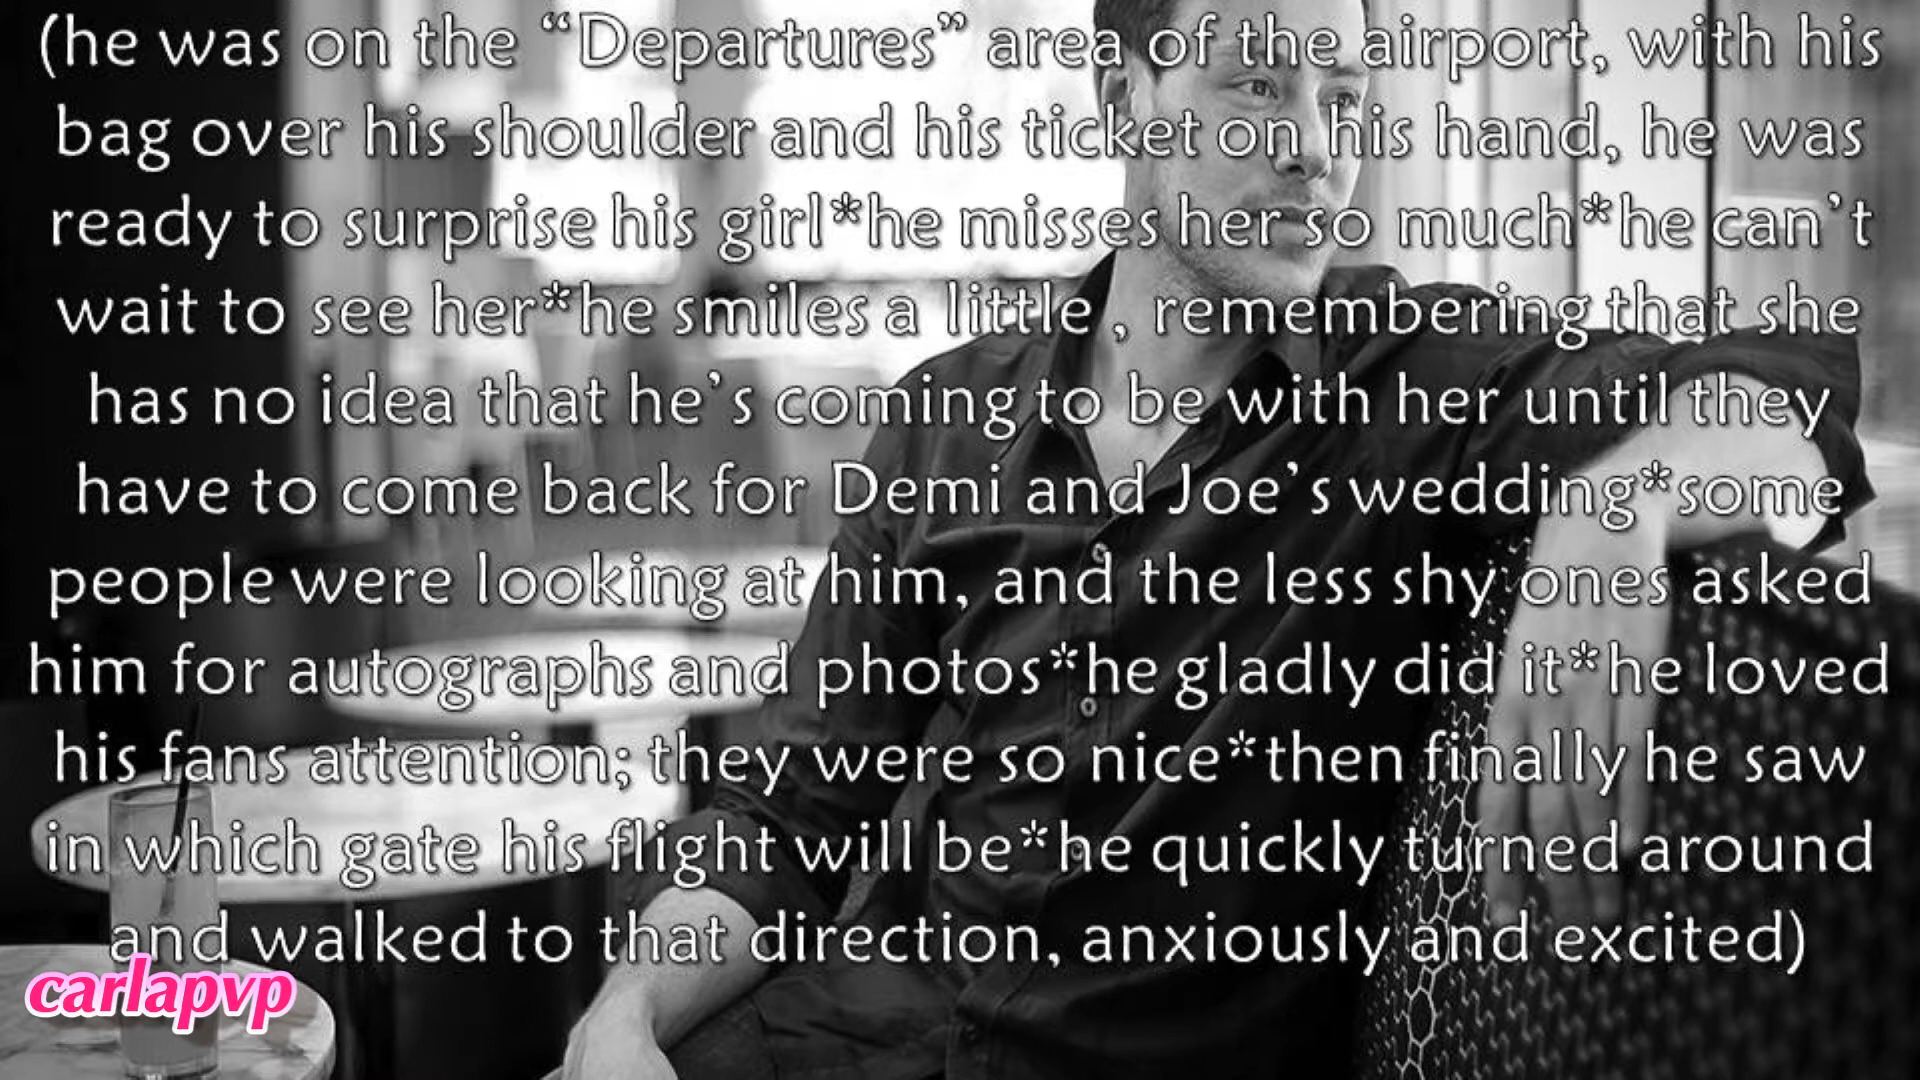 (he was on the “Departures” area of the airport, with his
bag over his shoulder and his ticket on his hand, he was
ready to surprise his girl*he misses her so much*he can’t
wait to see her*he smiles a little , remembering that she
has no idea that he’s coming to be with her until they
have to come back for Demi and Joe’s wedding*some
people were looking at him, and the less shy ones asked
him for autographs and photos*he gladly did it*he loved
his fans attention; they were so nice*then finally he saw
in which gate his flight will be*he quickly turned around
and walked to that direction, anxiously and excited)
carlapvp